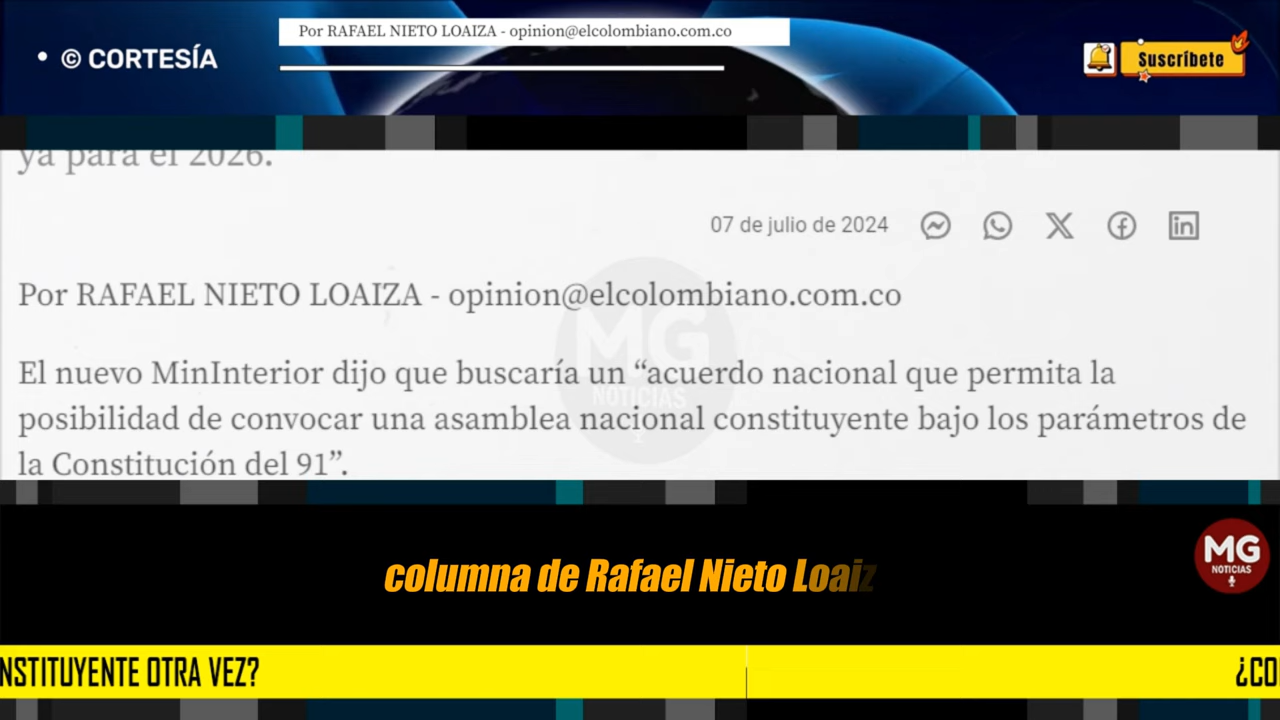 Por RAFAEL NIETO LOAIZA - opinion@elcolombiano.com.co
• © CORTESÍA
Suscríbete
ya para el 2026.
07 de julio de 2024
Por RAFAEL NIETO LOAIZA - opinion@elcolombiano.com.co
MG
NOTICIAS
El nuevo MinInterior dijo que buscaría un “acuerdo nacional que permita la
posibilidad de convocar una asamblea nacional constituyente bajo los parámetros de
la Constitución del 91”.
columna de Rafael Nieto Loaiz
MG
NOTICIAS
NSTITUYENTE OTRA VEZ?
¿CO